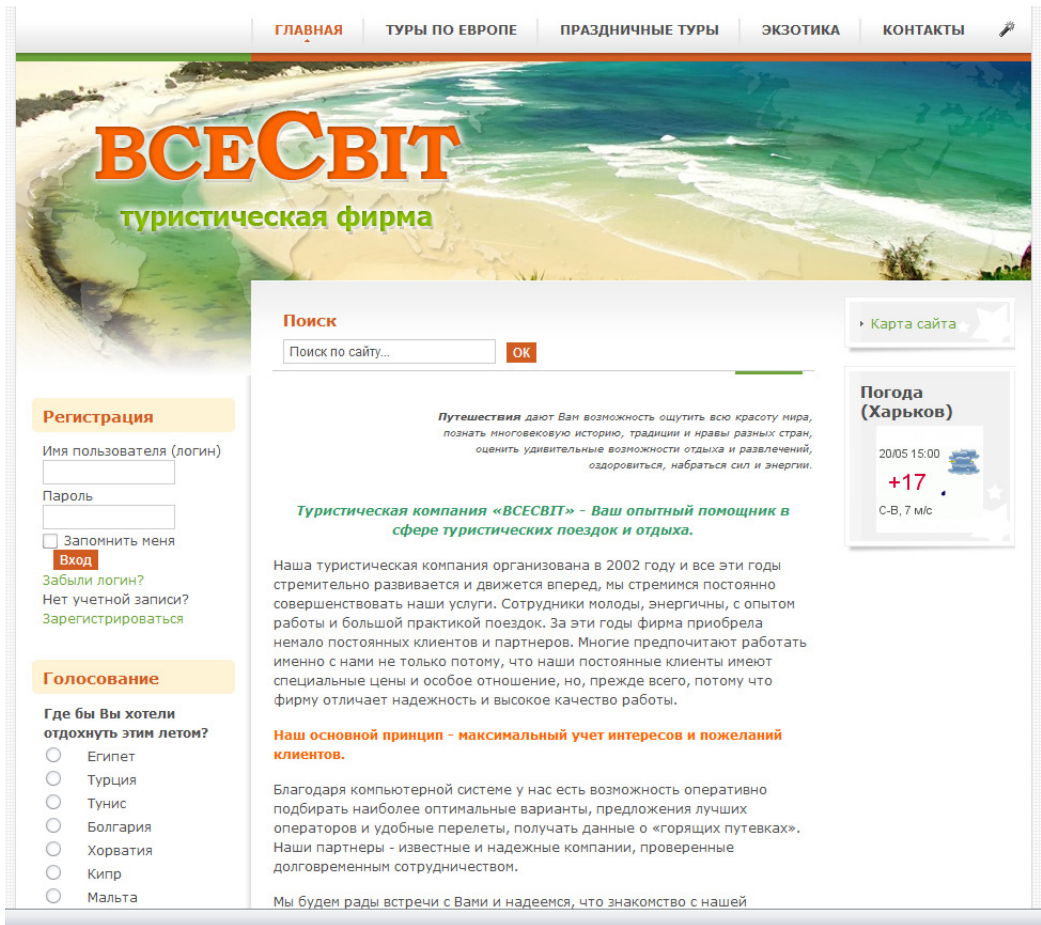 ГЛАВНАЯ ТУРЫ ПО ЕВРОПЕ ПРАЗДНИЧНЫЕ ТУРЫ ЭКЗОТИКА КОНТАКТЫ
ВСЕСВІТ
туристическая фирма
Поиск
Поиск по сайту...
ОК
Карта сайта
Погода
(Харьков)
20/05 15:00
+17
С-В, 7 м/с
Регистрация
Имя пользователя (логин)
Пароль
Запомнить меня
Вход
Забыли логин?
Нет учетной записи?
Зарегистрироваться
Голосование
Где бы Вы хотели
отдохнуть этим летом?
Египет
Турция
Тунис
Болгария
Хорватия
Кипр
Мальта
Путешествия дают Вам возможность ощутить всю красоту мира,
познать многовековую историю, традиции и нравы разных стран,
оценить удивительные возможности отдыха и развлечений,
оздоровиться, набраться сил и энергии.
Туристическая компания «ВСЕСВІТ» - Ваш опытный помощник в
сфере туристических поездок и отдыха.
Наша туристическая компания организована в 2002 году и все эти годы
стремительно развивается и движется вперед, мы стремимся постоянно
совершенствовать наши услуги. Сотрудники молоды, энергичны, с опытом
работы и большой практикой поездок. За эти годы фирма приобрела
немало постоянных клиентов и партнеров. Многие предпочитают работать
именно с нами не только потому, что наши постоянные клиенты имеют
специальные цены и особое отношение, но, прежде всего, потому что
фирму отличает надежность и высокое качество работы.
Наш основной принцип - максимальный учет интересов и пожеланий
клиентов.
Благодаря компьютерной системе у нас есть возможность оперативно
подбирать наиболее оптимальные варианты, предложения лучших
операторов и удобные перелеты, получать данные о «горящих путевках».
Наши партнеры - известные и надежные компании, проверенные
долговременным сотрудничеством.
Мы будем рады встречи с Вами и надеемся, что знакомство с нашей